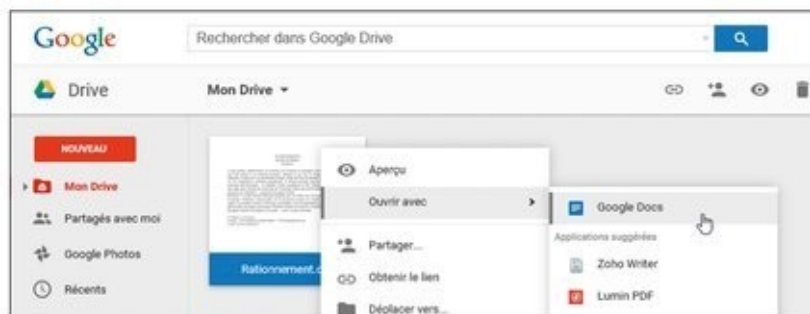 Google
Rechercher dans Google Drive
Drive
Mon Drive
NOUVEAU
Mon Drive
Partagés avec moi
Google Photos
Récents
Rationnement.
Aperçu
Ouvrir avec
Partager...
Obtenir le lien
Déplacer vers...
Google Docs
Applications suggérées
Zoho Writer
Lumin PDF